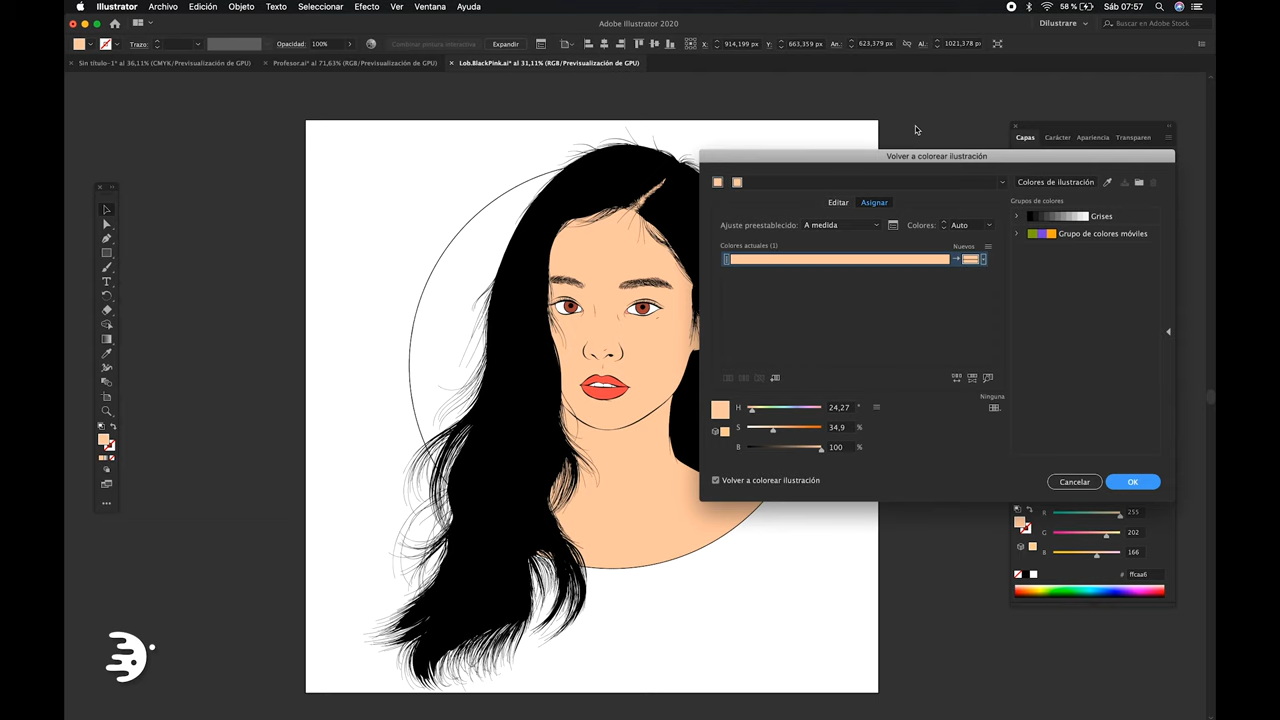 Illustrator Archivo Edición Objeto Texto Seleccionar Efecto Ver Ventana Ayuda 58 % Sáb 07:57
Adobe Illustrator 2020 Dilustrare Buscar en Adobe Stock
Trazo: Opacidad: 100% Combinar pintura interactiva Expandir X: 914,199 px Y: 663,359 px An.: 623,379 px Al.: 1021,378 px
Sin título-1* al 36,11% (CMYK/Previsualización de GPU) Profesor.ai* al 71,63% (RGB/Previsualización de GPU) Lob.BlackPink.ai* al 31,11% (RGB/Previsualización de GPU)
Capas Carácter Apariencia Transparen
Volver a colorear ilustración
Colores de ilustración
Editar Asignar
Grupos de colores
Ajuste preestablecido: A medida Colores: Auto
Grises
Grupo de colores móviles
Colores actuales (1) Nuevos
Ninguna
H 24,27 °
S 34,9 %
B 100 %
Volver a colorear ilustración
Cancelar OK
R 255
G 202
B 166
# ffcaa6